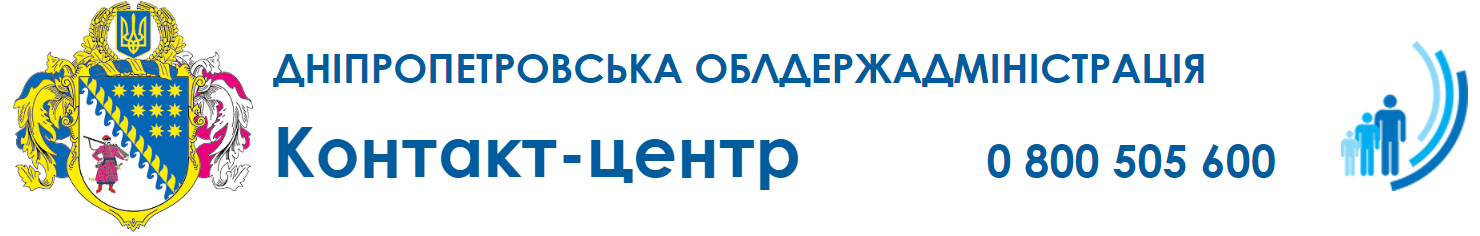 ДНІПРОПЕТРОВСЬКА ОБЛДЕРЖАДМІНІСТРАЦІЯ
Контакт-центр 0 800 505 600